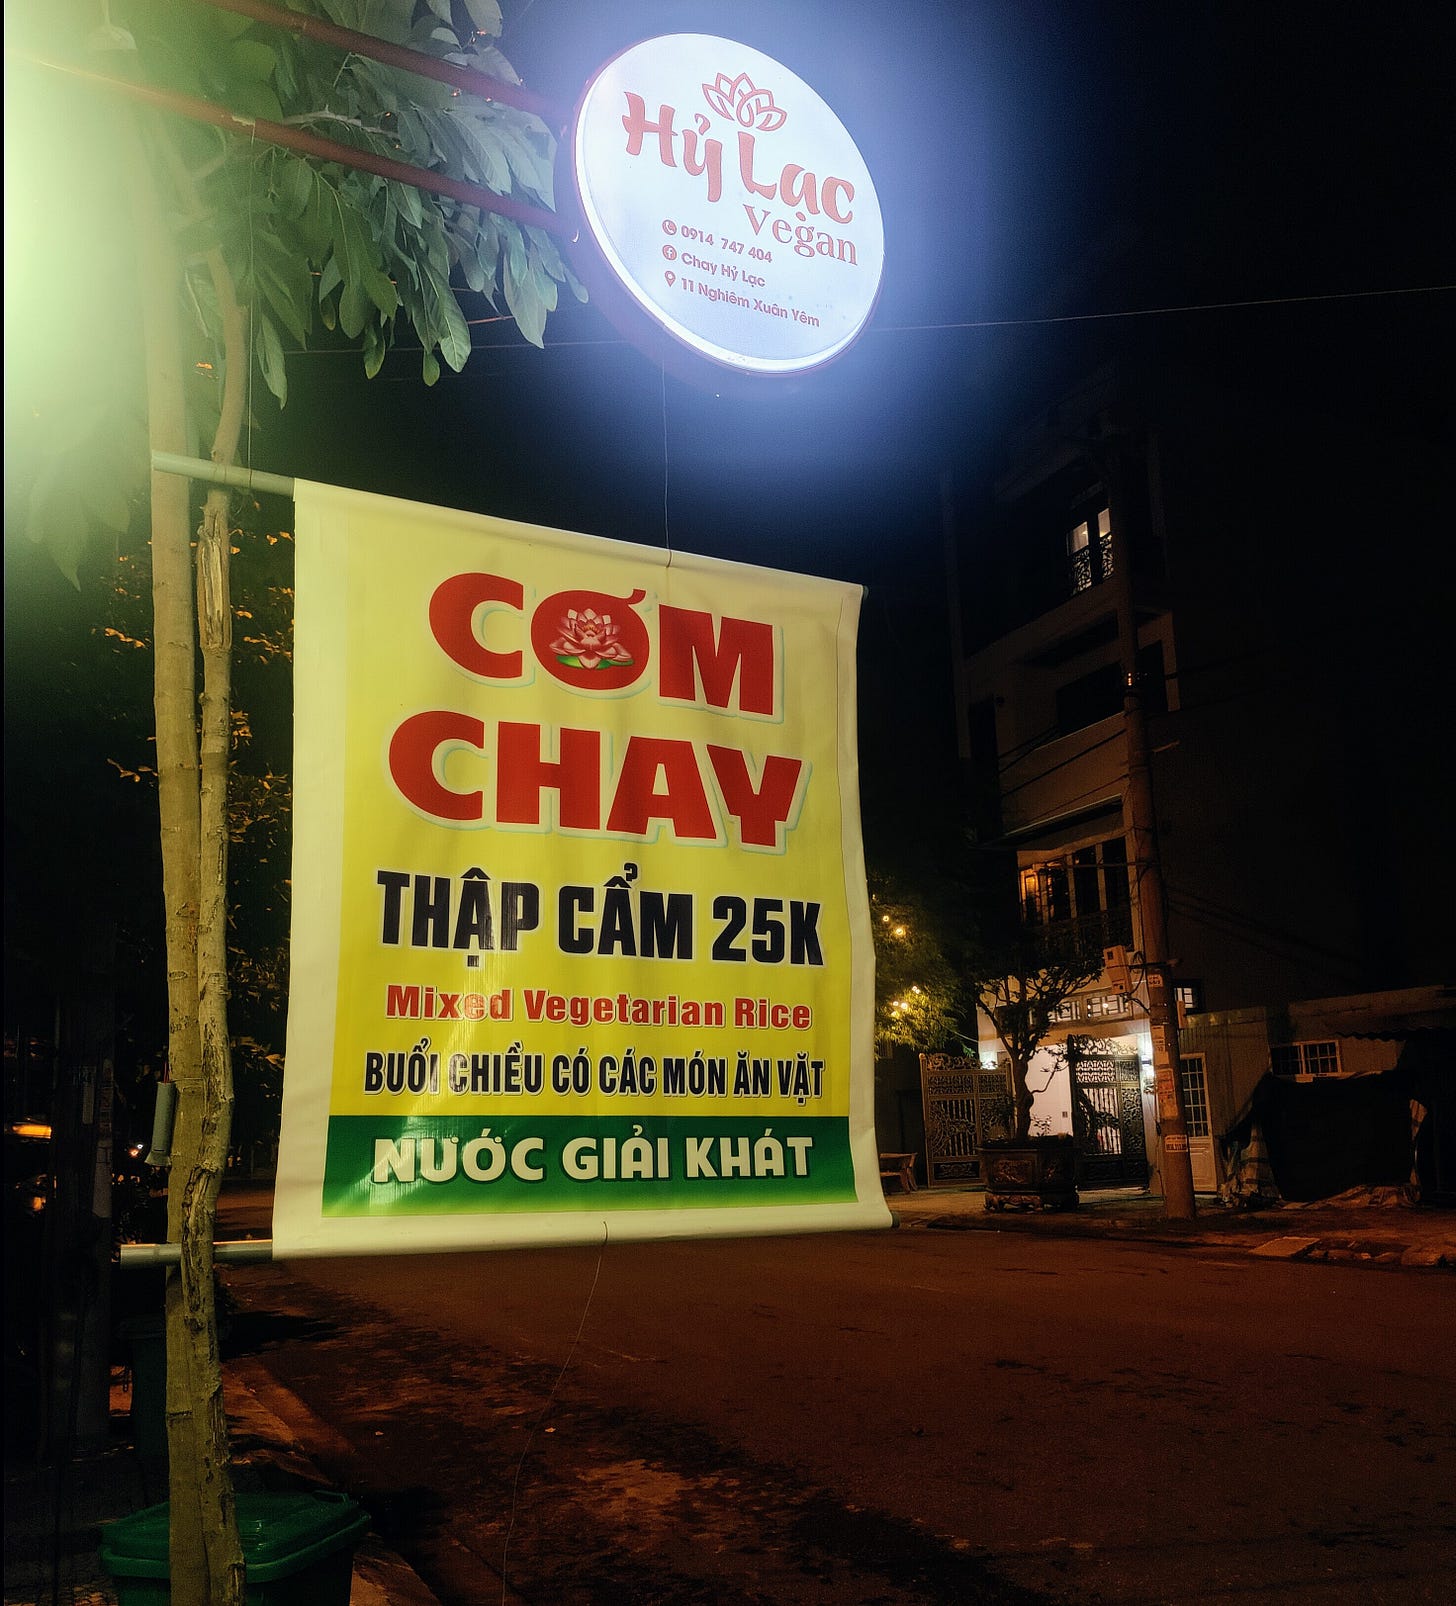 Hỷ Lạc
Vegan
0914 747 404
Chay Hỷ Lạc
11 Nghiêm Xuân Yêm
CƠM
CHAY
THẬP CẨM 25K
Mixed Vegetarian Rice
BUỔI CHIỀU CÓ CÁC MÓN ĂN VẶT
NƯỚC GIẢI KHÁT